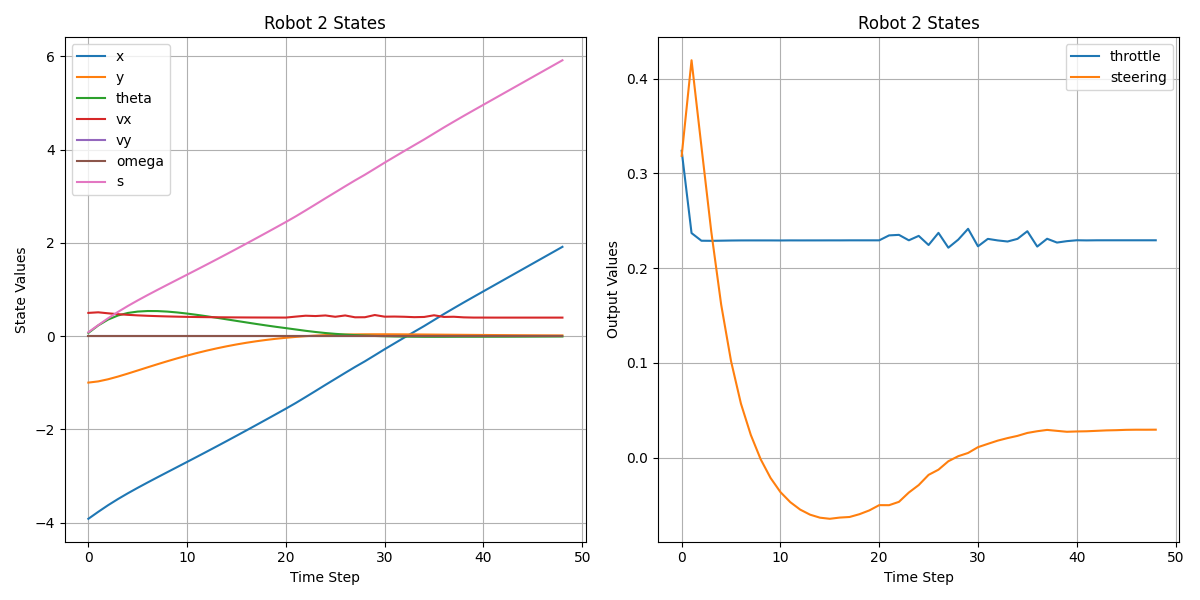 Robot 2 States
x
y
theta
vx
vy
omega
s
6
4
2
0
−2
−4
State Values
0
10
20
30
40
50
Time Step
Robot 2 States
throttle
steering
0.4
0.3
0.2
0.1
0.0
Output Values
0
10
20
30
40
50
Time Step